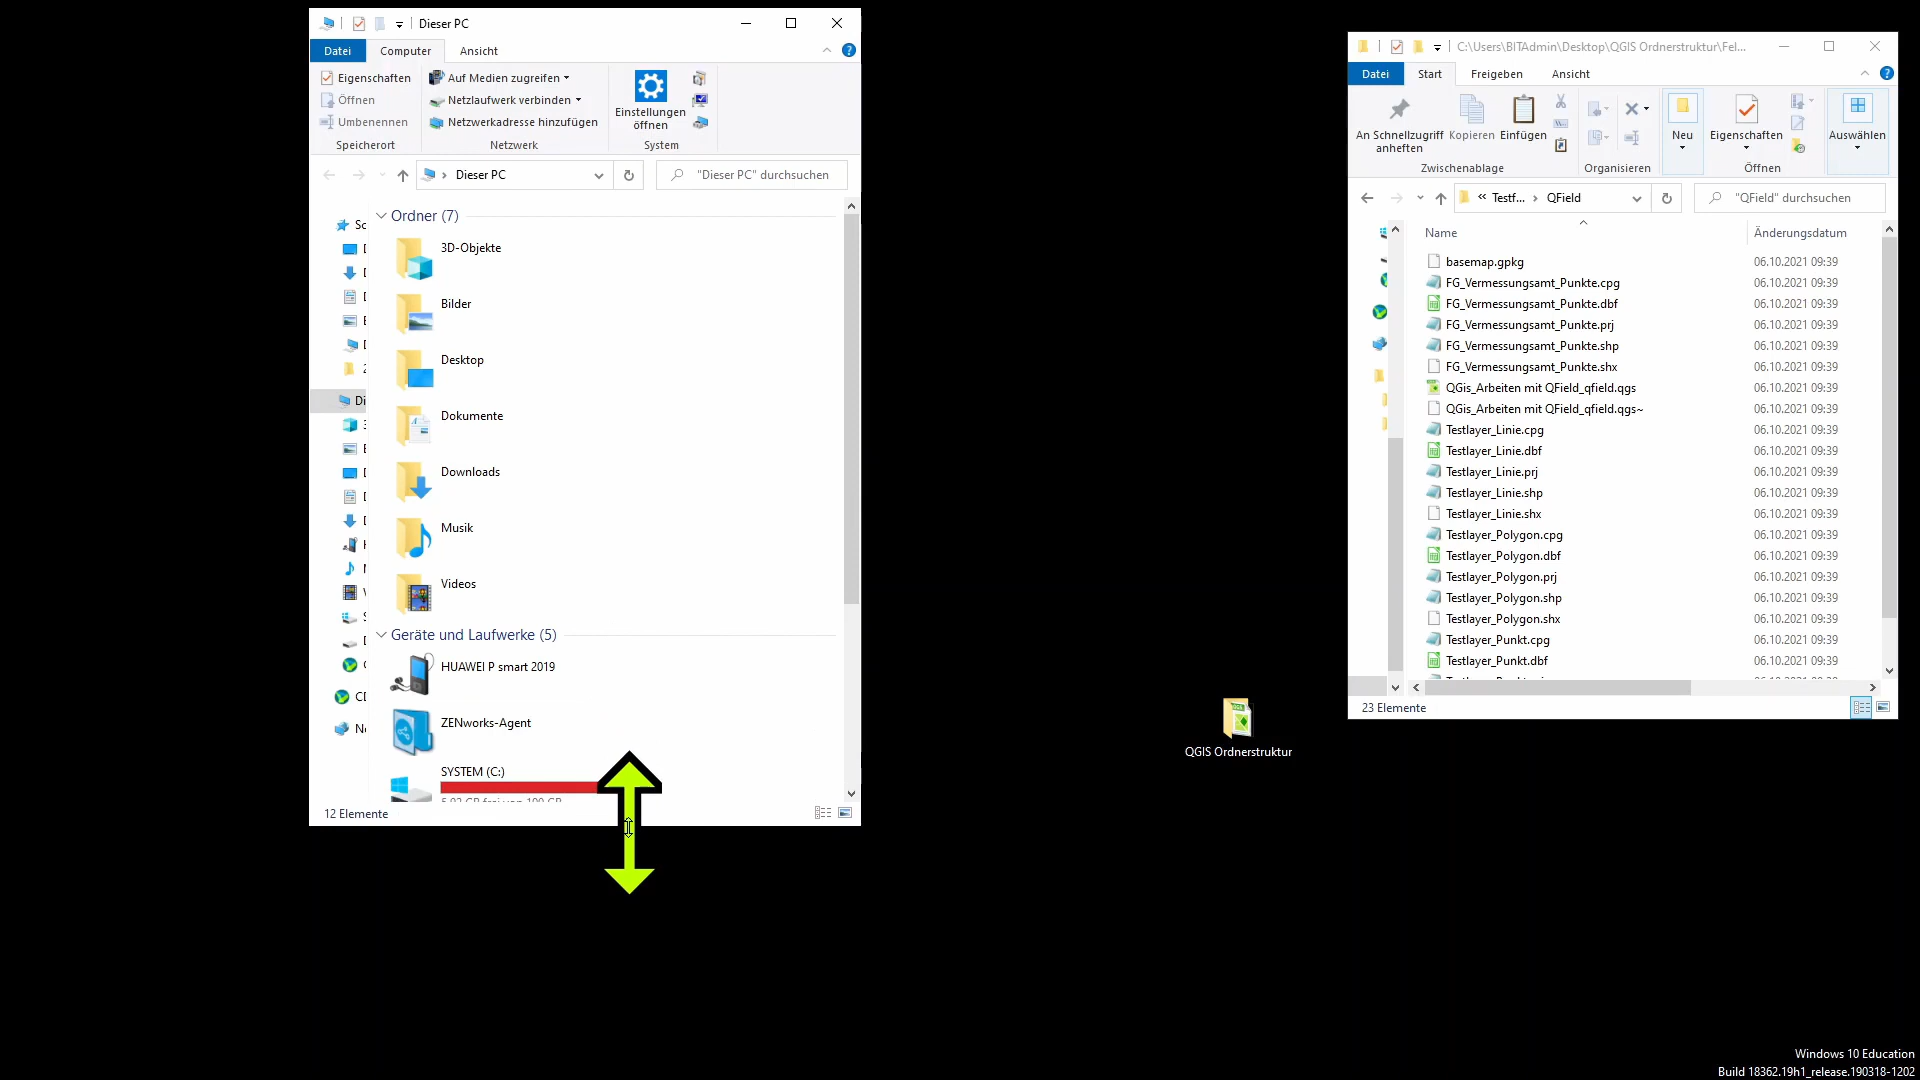 Dieser PC
Datei
Computer
Ansicht
Eigenschaften
Öffnen
Umbenennen
Speicherort
Auf Medien zugreifen
Netzlaufwerk verbinden
Netzwerkadresse hinzufügen
Netzwerk
Einstellungen
öffnen
System
Dieser PC
"Dieser PC" durchsuchen
Ordner (7)
3D-Objekte
Bilder
Desktop
Dokumente
Downloads
Musik
Videos
Geräte und Laufwerke (5)
HUAWEI P smart 2019
ZENworks-Agent
SYSTEM (C:)
12 Elemente
QGIS Ordnerstruktur
C:\Users\BITAdmin\Desktop\QGIS Ordnerstruktur\Fel...
Datei
Start
Freigeben
Ansicht
An Schnellzugriff
anheften
Kopieren
Einfügen
Zwischenablage
Organisieren
Neu
Eigenschaften
Öffnen
Auswählen
« Testf... › QField
"QField" durchsuchen
Name
Änderungsdatum
basemap.gpkg 06.10.2021 09:39
FG_Vermessungsamt_Punkte.cpg 06.10.2021 09:39
FG_Vermessungsamt_Punkte.dbf 06.10.2021 09:39
FG_Vermessungsamt_Punkte.prj 06.10.2021 09:39
FG_Vermessungsamt_Punkte.shp 06.10.2021 09:39
FG_Vermessungsamt_Punkte.shx 06.10.2021 09:39
QGis_Arbeiten mit QField_qfield.qgs 06.10.2021 09:39
QGis_Arbeiten mit QField_qfield.qgs~ 06.10.2021 09:39
Testlayer_Linie.cpg 06.10.2021 09:39
Testlayer_Linie.dbf 06.10.2021 09:39
Testlayer_Linie.prj 06.10.2021 09:39
Testlayer_Linie.shp 06.10.2021 09:39
Testlayer_Linie.shx 06.10.2021 09:39
Testlayer_Polygon.cpg 06.10.2021 09:39
Testlayer_Polygon.dbf 06.10.2021 09:39
Testlayer_Polygon.prj 06.10.2021 09:39
Testlayer_Polygon.shp 06.10.2021 09:39
Testlayer_Polygon.shx 06.10.2021 09:39
Testlayer_Punkt.cpg 06.10.2021 09:39
Testlayer_Punkt.dbf 06.10.2021 09:39
23 Elemente
Windows 10 Education
Build 18362.19h1_release.190318-1202